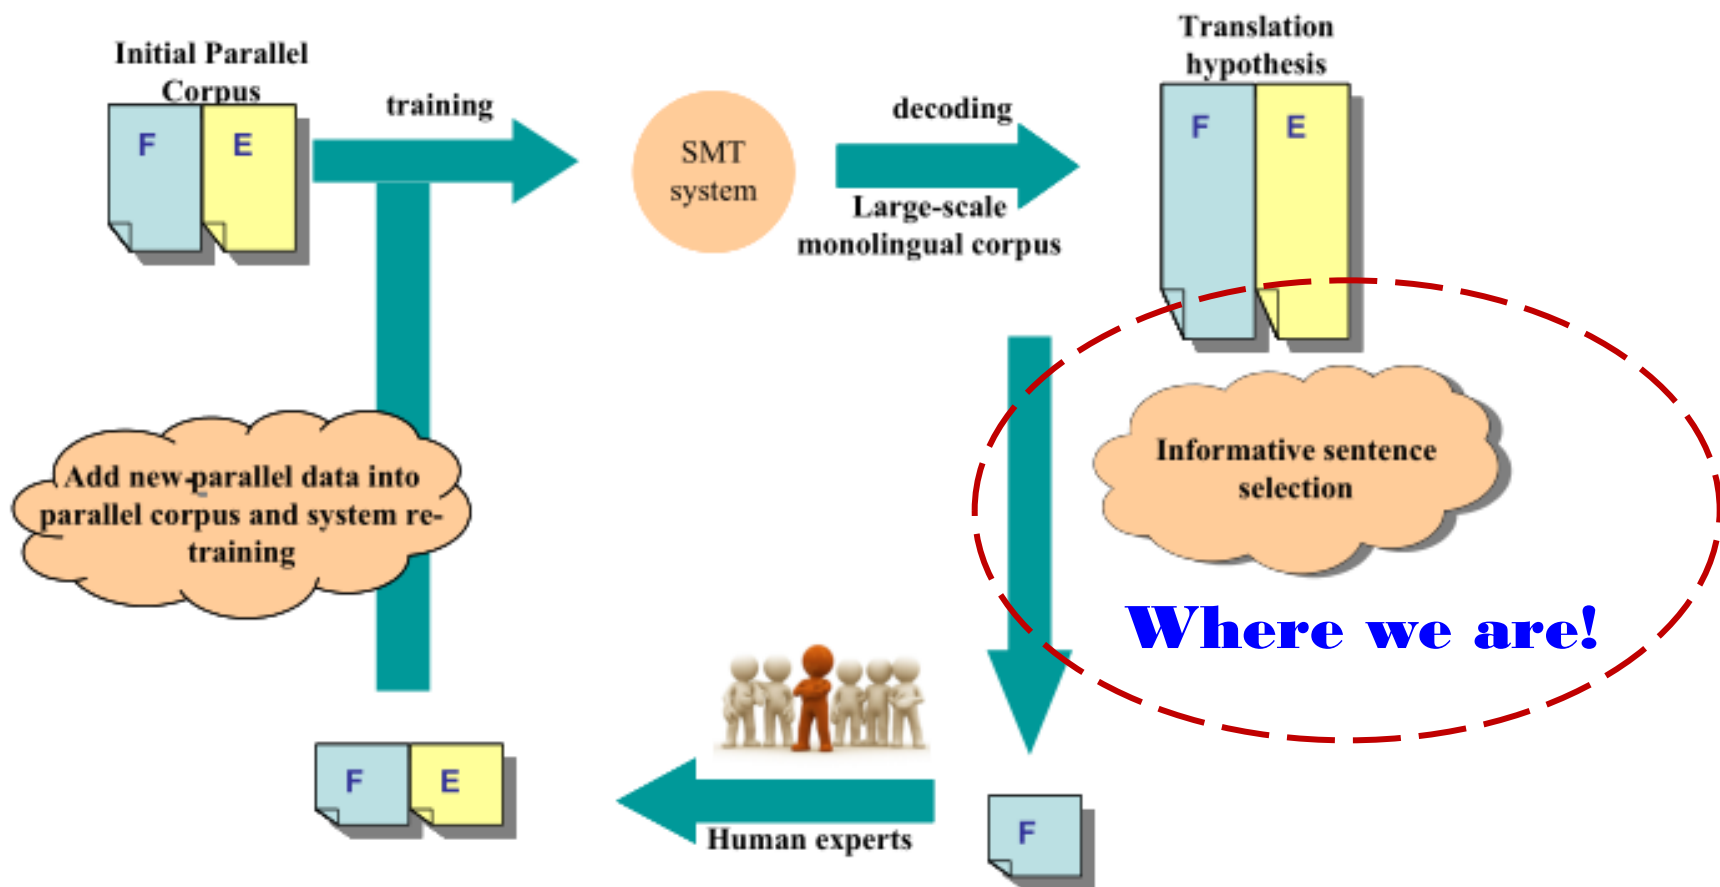 Initial Parallel
Corpus
F E
training
SMT
system
decoding
Large-scale
monolingual corpus
Translation
hypothesis
F E
Informative sentence
selection
Where we are!
F
Human experts
F E
Add new-parallel data into
parallel corpus and system re-
training